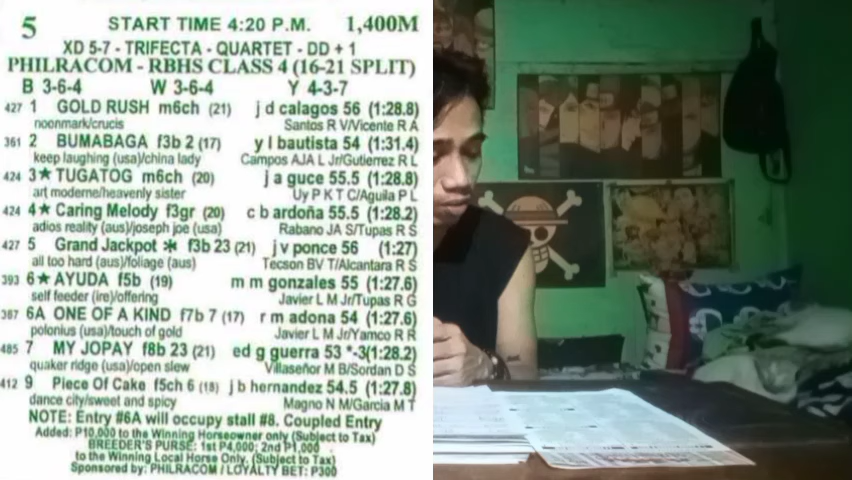 5
START TIME 4:20 P.M. 1,400M
XD 5-7 - TRIFECTA - QUARTET - DD + 1
PHILRACOM - RBHS CLASS 4 (16-21 SPLIT)
B 3-6-4 W 3-6-4 Y 4-3-7
427 1 GOLD RUSH m6ch (21) j d calagos 56 (1:28.8)
noonmark/crucis Santos R V/Vicente R A
361 2 BUMABAGA f3b 2 (17) y l bautista 54 (1:31.4)
keep laughing (usa)/china lady Campos AJA L Jr/Gutierrez R L
424 3★ TUGATOG m6ch (20) j a guce 55.5 (1:28.8)
art moderne/heavenly sister Uy P K T C/Aguila P L
424 4★ Caring Melody f3gr (20) c b ardoña 55.5 (1:28.2)
adios reality (aus)/joseph joe (usa) Rabano JA S/Tupas R S
427 5 Grand Jackpot ✻ f3b 23 (21) j v ponce 56 (1:27)
all too hard (aus)/foliage (aus) Tecson BV T/Alcantara R S
393 6★ AYUDA f5b (19) m m gonzales 55 (1:27.6)
self feeder (ire)/offering Javier L M Jr/Tupas R G
367 6A ONE OF A KIND f7b 7 (17) r m adona 54 (1:27.6)
polonius (usa)/touch of gold Javier L M Jr/Yamco R R
485 7 MY JOPAY f8b 23 (21) ed g guerra 53 *-3(1:28.2)
quaker ridge (usa)/open slew Villaseñor M B/Sordan D S
412 9 Piece Of Cake f5ch 6 (18) j b hernandez 54.5 (1:27.8)
dance city/sweet and spicy Magno N M/Garcia M T
NOTE: Entry #6A will occupy stall #8. Coupled Entry
Added: P10,000 to the Winning Horseowner only (Subject to Tax)
BREEDER'S PURSE: 1st P4,000; 2nd P1,000
to the Winning Local Horse Only. (Subject to Tax)
Sponsored by: PHILRACOM / LOYALTY BET: P300